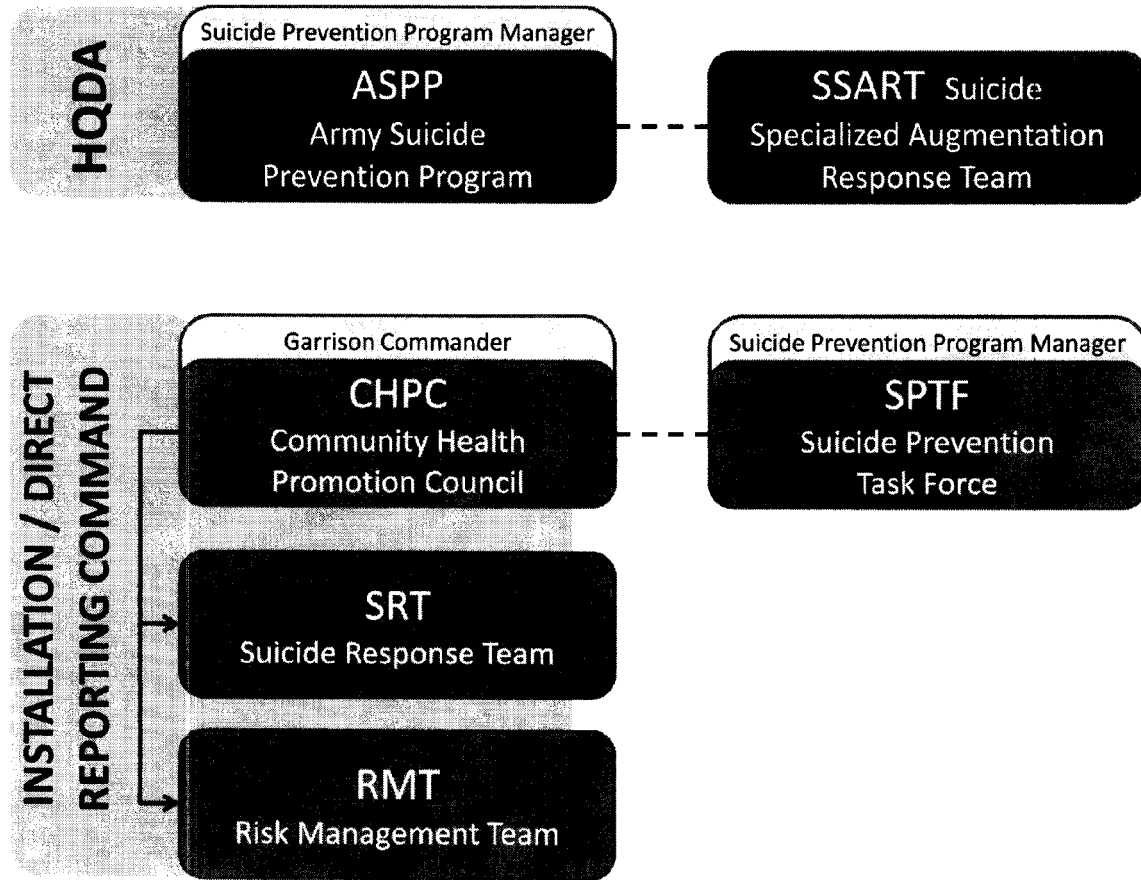 HQDA
Suicide Prevention Program Manager
ASPP
Army Suicide
Prevention Program
SSART Suicide
Specialized Augmentation
Response Team
INSTALLATION / DIRECT
REPORTING COMMAND
Garrison Commander
CHPC
Community Health
Promotion Council
Suicide Prevention Program Manager
SPTF
Suicide Prevention
Task Force
SRT
Suicide Response Team
RMT
Risk Management Team